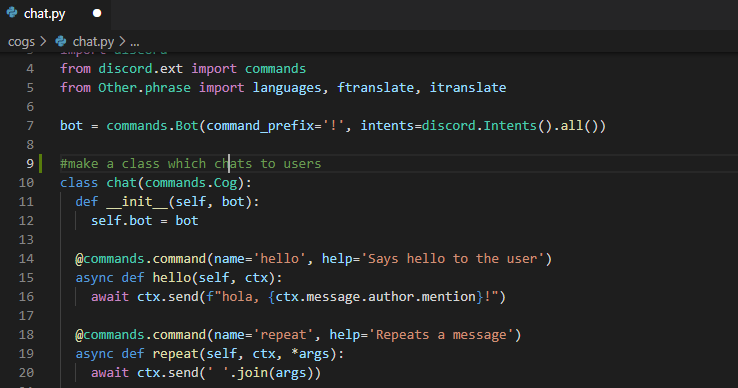 chat.py
cogs > chat.py > ...
import discord
4 from discord.ext import commands
5 from Other.phrase import languages, ftranslate, itranslate
6
7 bot = commands.Bot(command_prefix='!', intents=discord.Intents().all())
8
9 #make a class which chats to users
10 class chat(commands.Cog):
11 def __init__(self, bot):
12 self.bot = bot
13
14 @commands.command(name='hello', help='Says hello to the user')
15 async def hello(self, ctx):
16 await ctx.send(f"hola, {ctx.message.author.mention}!")
17
18 @commands.command(name='repeat', help='Repeats a message')
19 async def repeat(self, ctx, *args):
20 await ctx.send(' '.join(args))